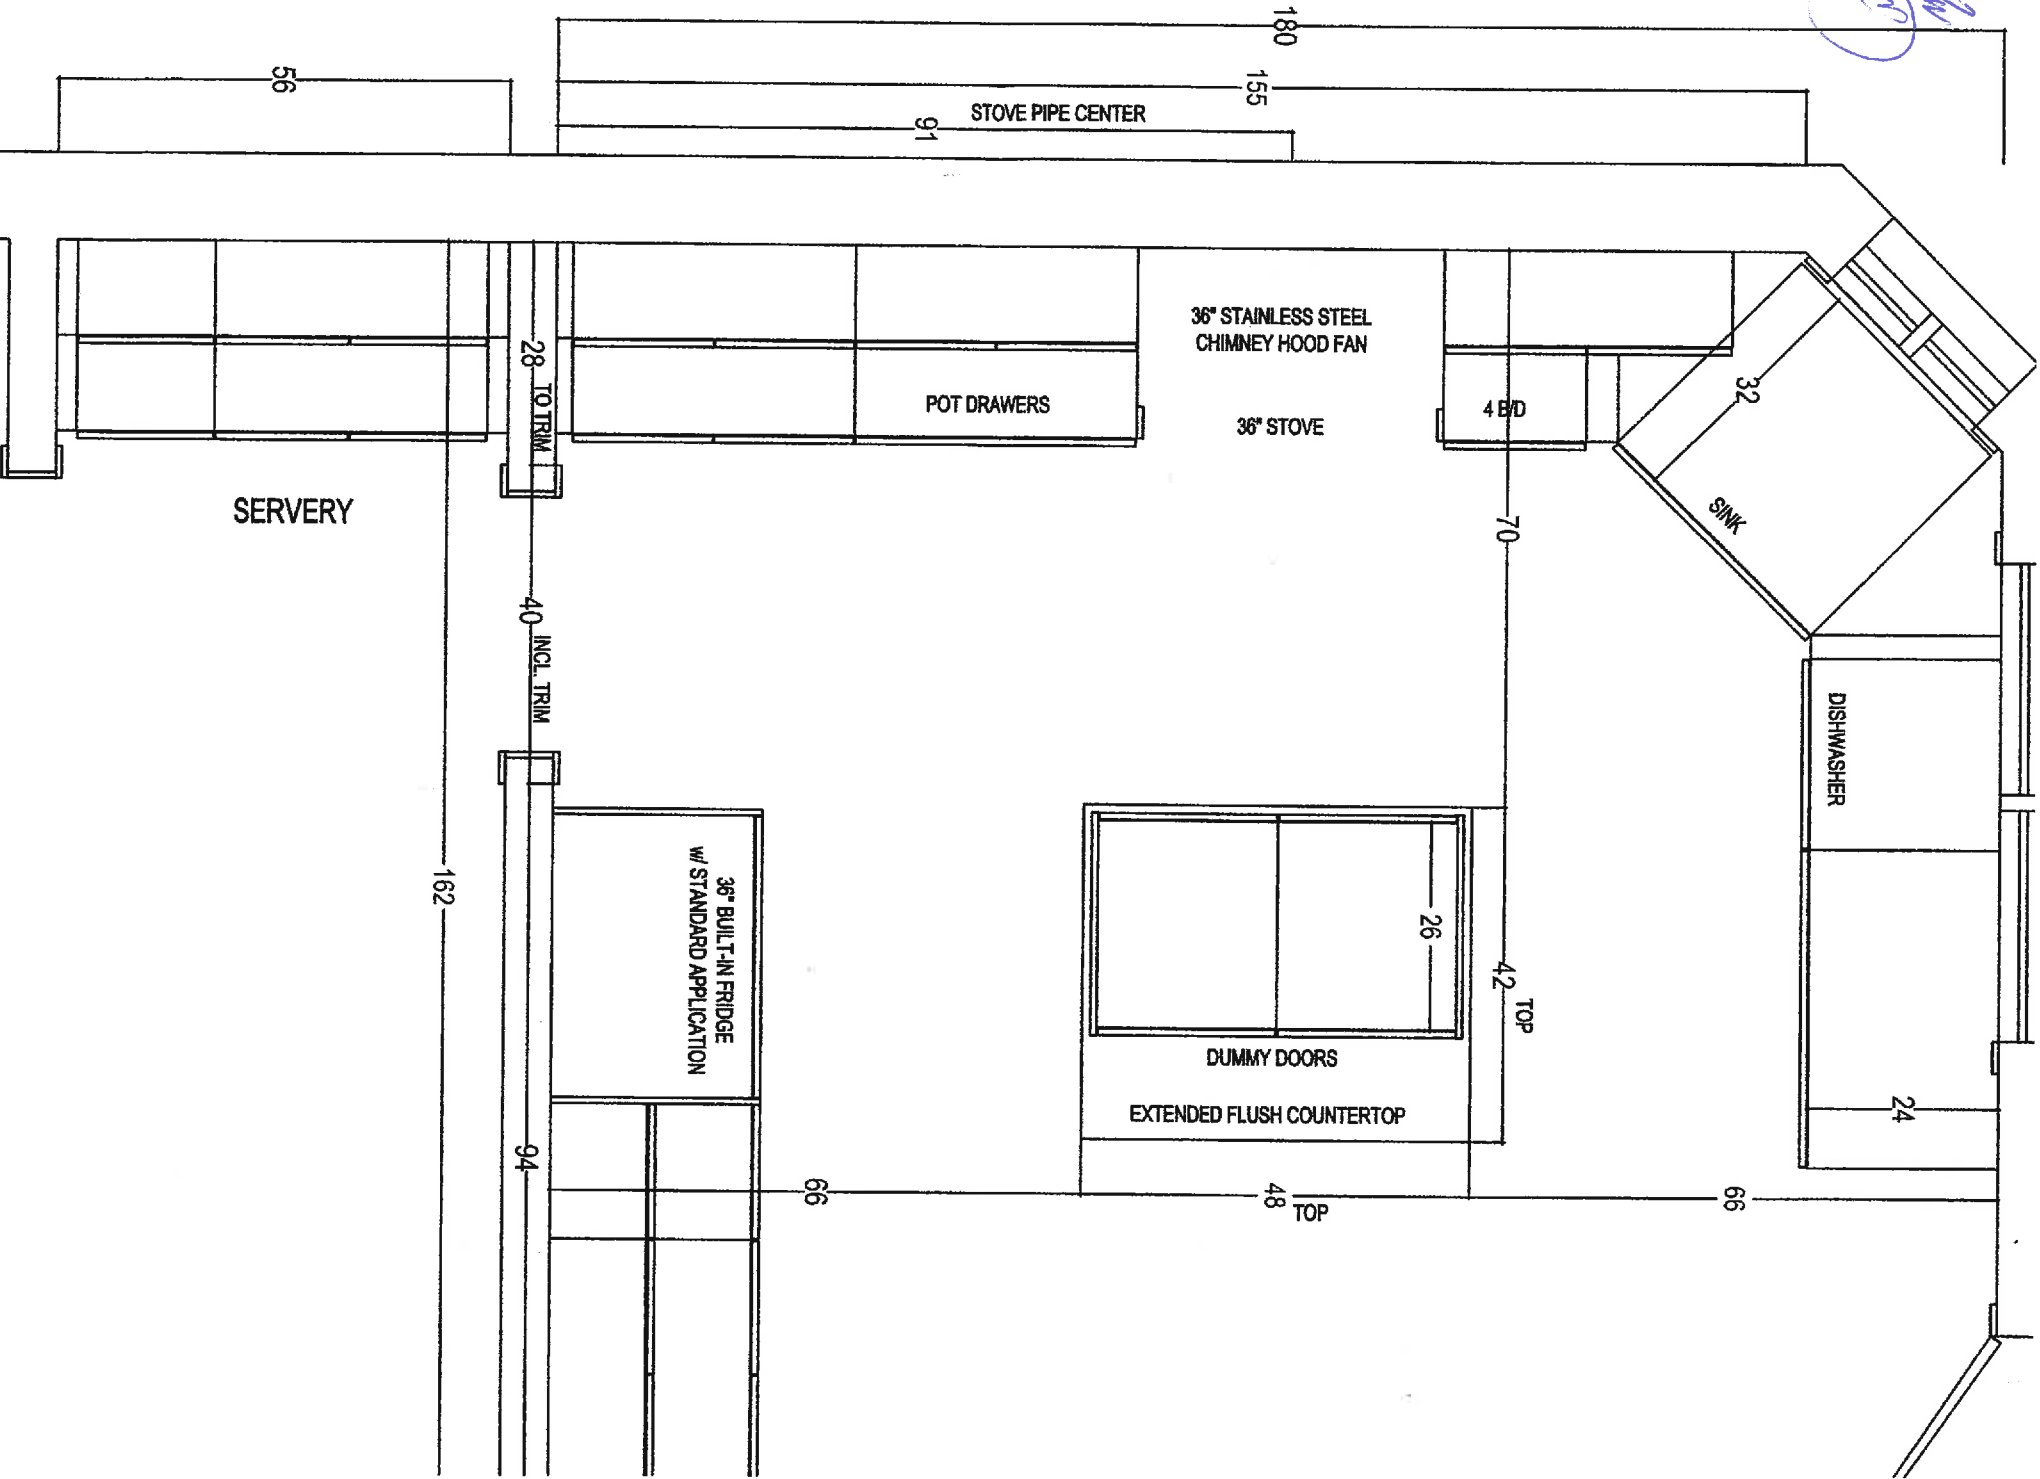 180
155
STOVE PIPE CENTER
91
56
36" STAINLESS STEEL
CHIMNEY HOOD FAN
36" STOVE
POT DRAWERS
4 B/D
32
SINK
28 TO TRIM
SERVERY
70
40 INCL. TRIM
DISHWASHER
162
36" BUILT-IN FRIDGE
w/ STANDARD APPLICATION
26
42 TOP
DUMMY DOORS
EXTENDED FLUSH COUNTERTOP
24
94
66
48 TOP
66